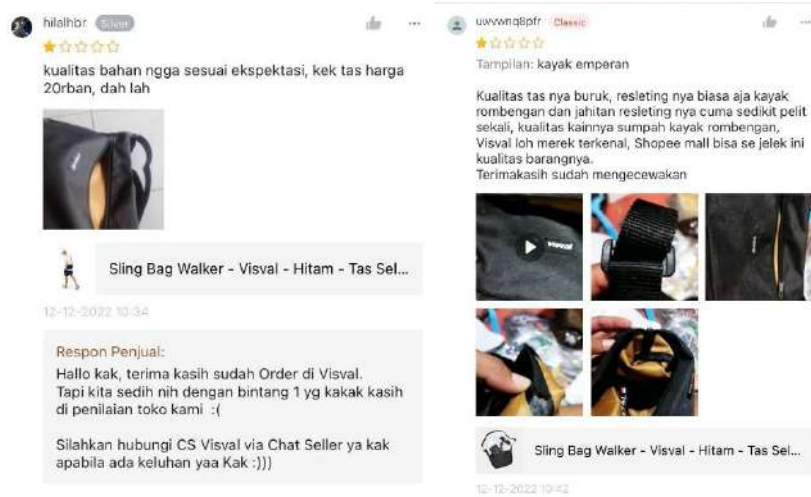 hilalhbr Silver
kualitas bahan ngga sesuai ekspektasi, kek tas harga
20rban, dah lah
Sling Bag Walker - Visval - Hitam - Tas Sel...
12-12-2022 10:34
Respon Penjual:
Hallo kak, terima kasih sudah Order di Visval.
Tapi kita sedih nih dengan bintang 1 yg kakak kasih
di penilaian toko kami :(
Silahkan hubungi CS Visval via Chat Seller ya kak
apabila ada keluhan yaa Kak :)))
uwvwnq8pfr Classic
Tampilan: kayak emperan
Kualitas tas nya buruk, resleting nya biasa aja kayak
rombengan dan jahitan resleting nya cuma sedikit pelit
sekali, kualitas kainnya sumpah kayak rombengan,
Visval loh merek terkenal, Shopee mall bisa se jelek ini
kualitas barangnya.
Terimakasih sudah mengecewakan
visval
Sling Bag Walker - Visval - Hitam - Tas Sel...
12-12-2022 10:42